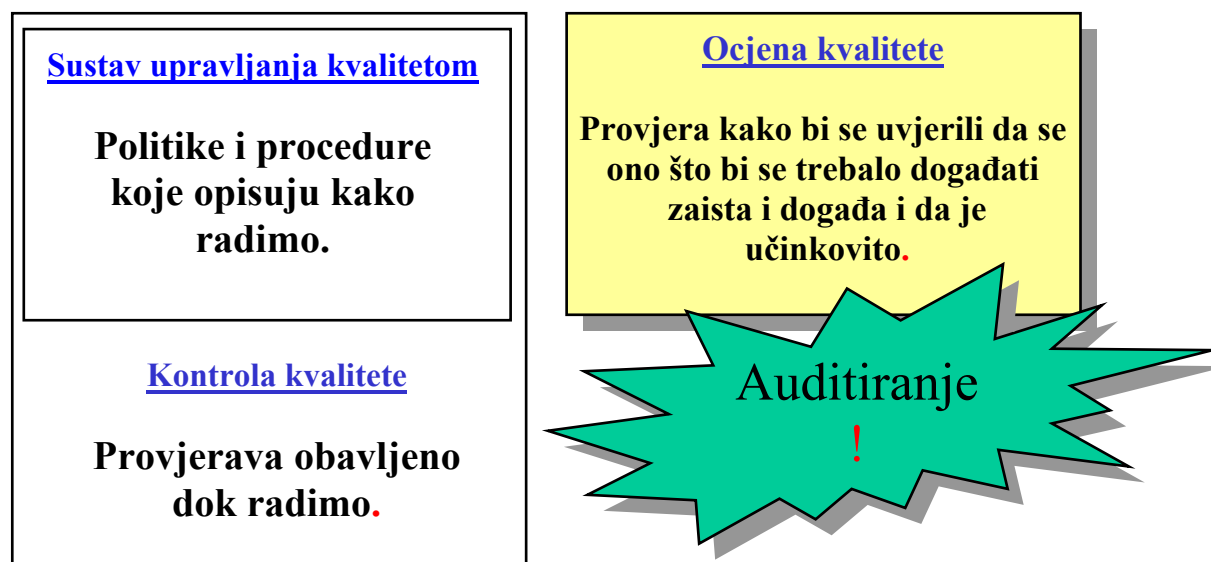 Sustav upravljanja kvalitetom
Politike i procedure
koje opisuju kako
radimo.
Kontrola kvalitete
Provjerava obavljeno
dok radimo.
Ocjena kvalitete
Provjera kako bi se uvjerili da se
ono što bi se trebalo događati
zaista i događa i da je
učinkovito.
Auditiranje
!